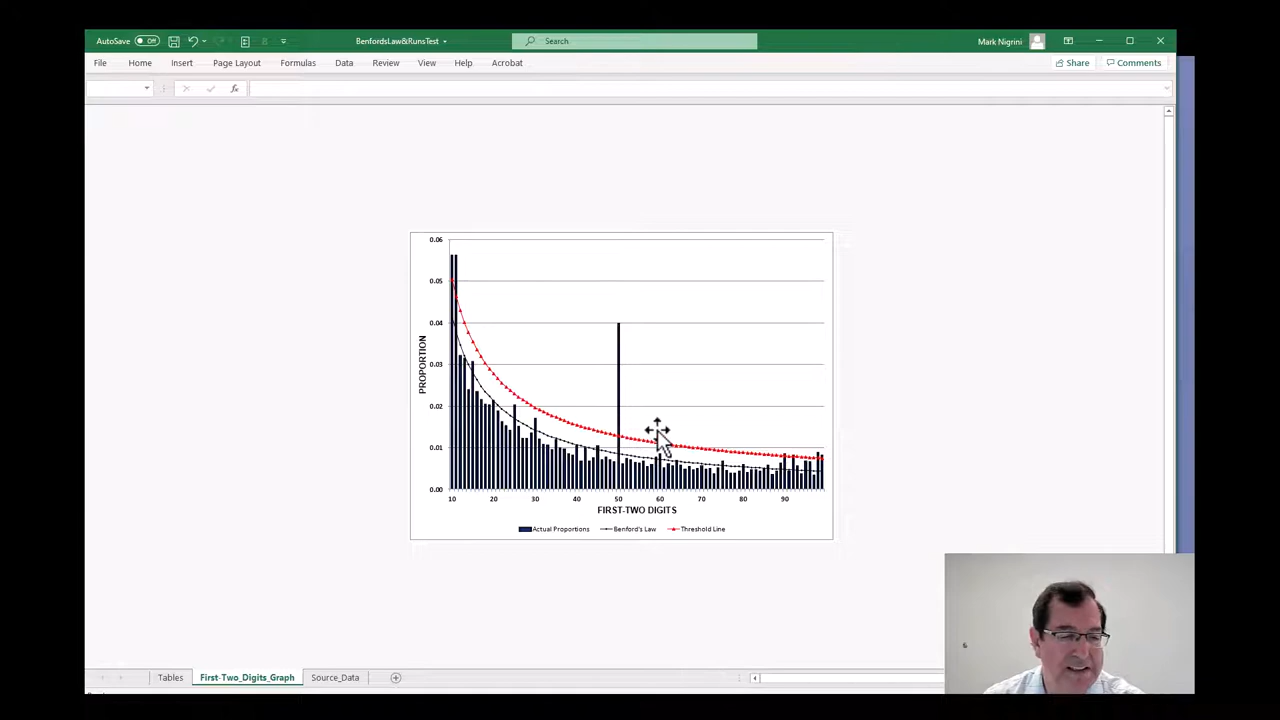 AutoSave Off BenfordsLaw&RunsTest Search Mark Nigrini
File Home Insert Page Layout Formulas Data Review View Help Acrobat Share Comments
fx
0.06
0.05
0.04
0.03
0.02
0.01
0.00
PROPORTION
10 20 30 40 50 60 70 80 90
FIRST-TWO DIGITS
Actual Proportions Benford's Law Threshold Line
Tables First-Two_Digits_Graph Source_Data